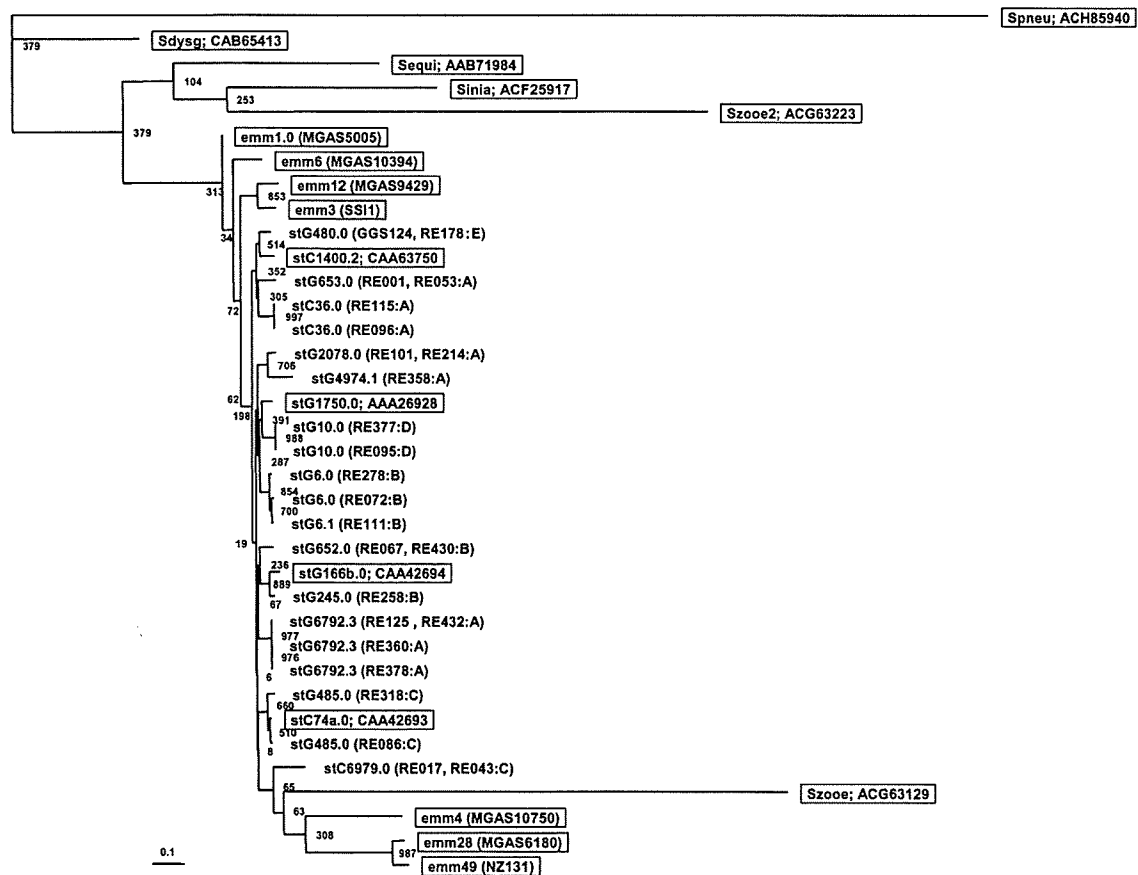 Spneu; ACH85940
379
Sdysg; CAB65413
Sequi; AAB71984
104
Sinia; ACF25917
253
Szooe2; ACG63223
379
emm1.0 (MGAS5005)
emm6 (MGAS10394)
emm12 (MGAS9429)
313
853
emm3 (SSI1)
34
stG480.0 (GGS124, RE178:E)
514
stC1400.2; CAA63750
352
stG653.0 (RE001, RE053:A)
305
stC36.0 (RE115:A)
72
997
stC36.0 (RE096:A)
stG2078.0 (RE101, RE214:A)
706
stG4974.1 (RE358:A)
62
stG1750.0; AAA26928
198
391
stG10.0 (RE377:D)
988
stG10.0 (RE095:D)
287
stG6.0 (RE278:B)
854
stG6.0 (RE072:B)
700
stG6.1 (RE111:B)
19
stG652.0 (RE067, RE430:B)
236
stG166b.0; CAA42694
889
stG245.0 (RE258:B)
67
stG6792.3 (RE125 , RE432:A)
977
stG6792.3 (RE360:A)
976
stG6792.3 (RE378:A)
6
stG485.0 (RE318:C)
660
stC74a.0; CAA42693
510
stG485.0 (RE086:C)
8
stC6979.0 (RE017, RE043:C)
65
Szooe; ACG63129
63
emm4 (MGAS10750)
308
emm28 (MGAS6180)
987
0.1
emm49 (NZ131)